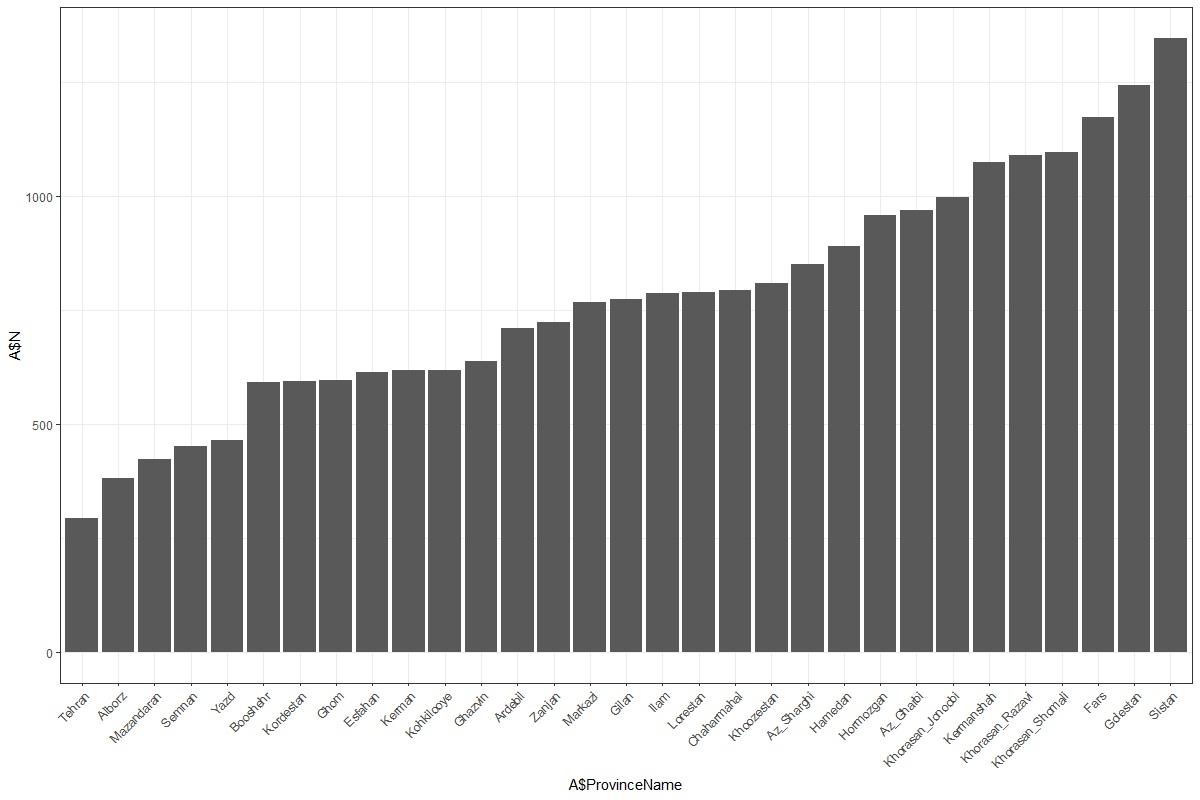 A$N
1000
500
0
Tehran
Alborz
Mazandaran
Semnan
Yazd
Booshehr
Kordestan
Ghom
Esfahan
Kerman
Kohkilooye
Ghazvin
Ardebil
Zanjan
Markazi
Gilan
Ilam
Lorestan
Chaharmahal
Khoozestan
Az_Sharghi
Hamedan
Hormozgan
Az_Gharbi
Khorasan_Jonoobi
Kermanshah
Khorasan_Razavi
Khorasan_Shomali
Fars
Golestan
Sistan
A$ProvinceName